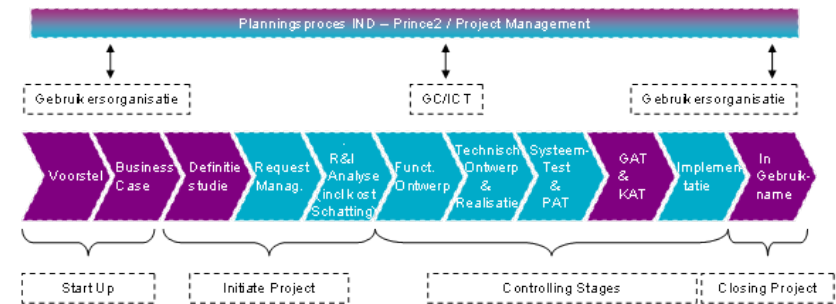 Planningsproces IND – Prince2 / Project Management
Gebruikersorganisatie
GC/ICT
Gebruikersorganisatie
Voorstel
Business
Case
Definitie
studie
Request
Manag.
R&I
Analyse
(incl kost
Schatting)
Funct.
Ontwerp
Technisch
Ontwerp
&
Realisatie
Systeem-
Test
&
PAT
GAT
&
KAT
Implemen
tatie
In
Gebruik-
name
Start Up
Initiate Project
Controlling Stages
Closing Project